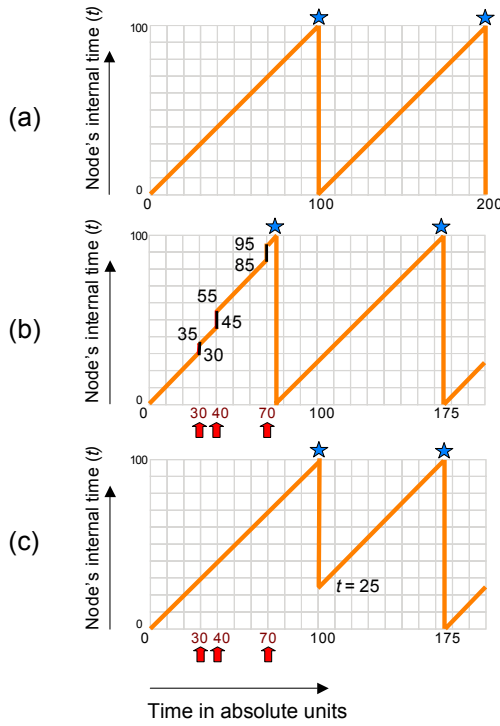 (a)
Node's internal time (t)
100
0
0 100 200
(b)
Node's internal time (t)
100
95
85
55
45
35
30
0
0 30 40 70 100 175
(c)
Node's internal time (t)
100
t = 25
0
0 30 40 70 100 175
Time in absolute units